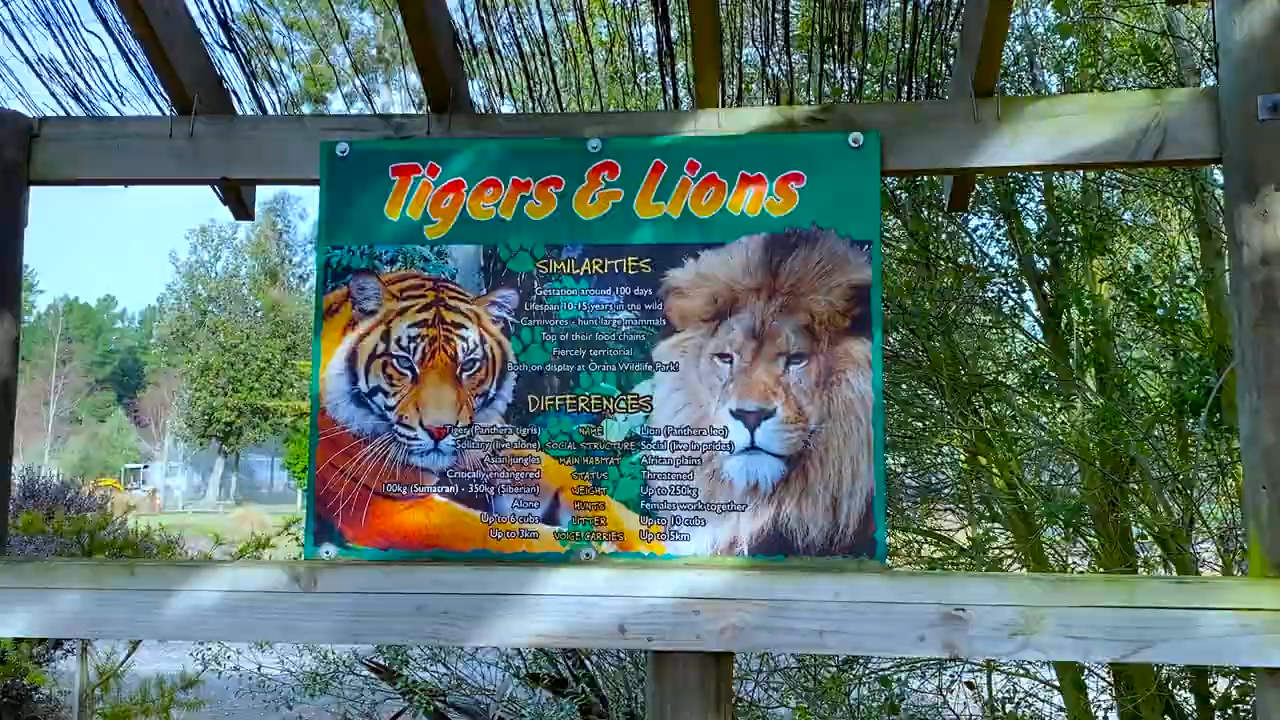 Tigers & Lions
SIMILARITIES
Gestation around 100 days
Lifespan 10-15 years in the wild
Carnivores - hunt large mammals
Top of their food chains
Fiercely territorial
Both on display at Orana Wildlife Park!
DIFFERENCES
Tiger (Panthera tigris) NAME Lion (Panthera leo)
Solitary (live alone) SOCIAL STRUCTURE Social (live in prides)
Asian jungles MAIN HABITAT African plains
Critically endangered STATUS Threatened
100kg (Sumatran) - 350kg (Siberian) WEIGHT Up to 250kg
Alone HUNTS Females work together
Up to 6 cubs LITTER Up to 10 cubs
Up to 3km VOICE CARRIES Up to 5km